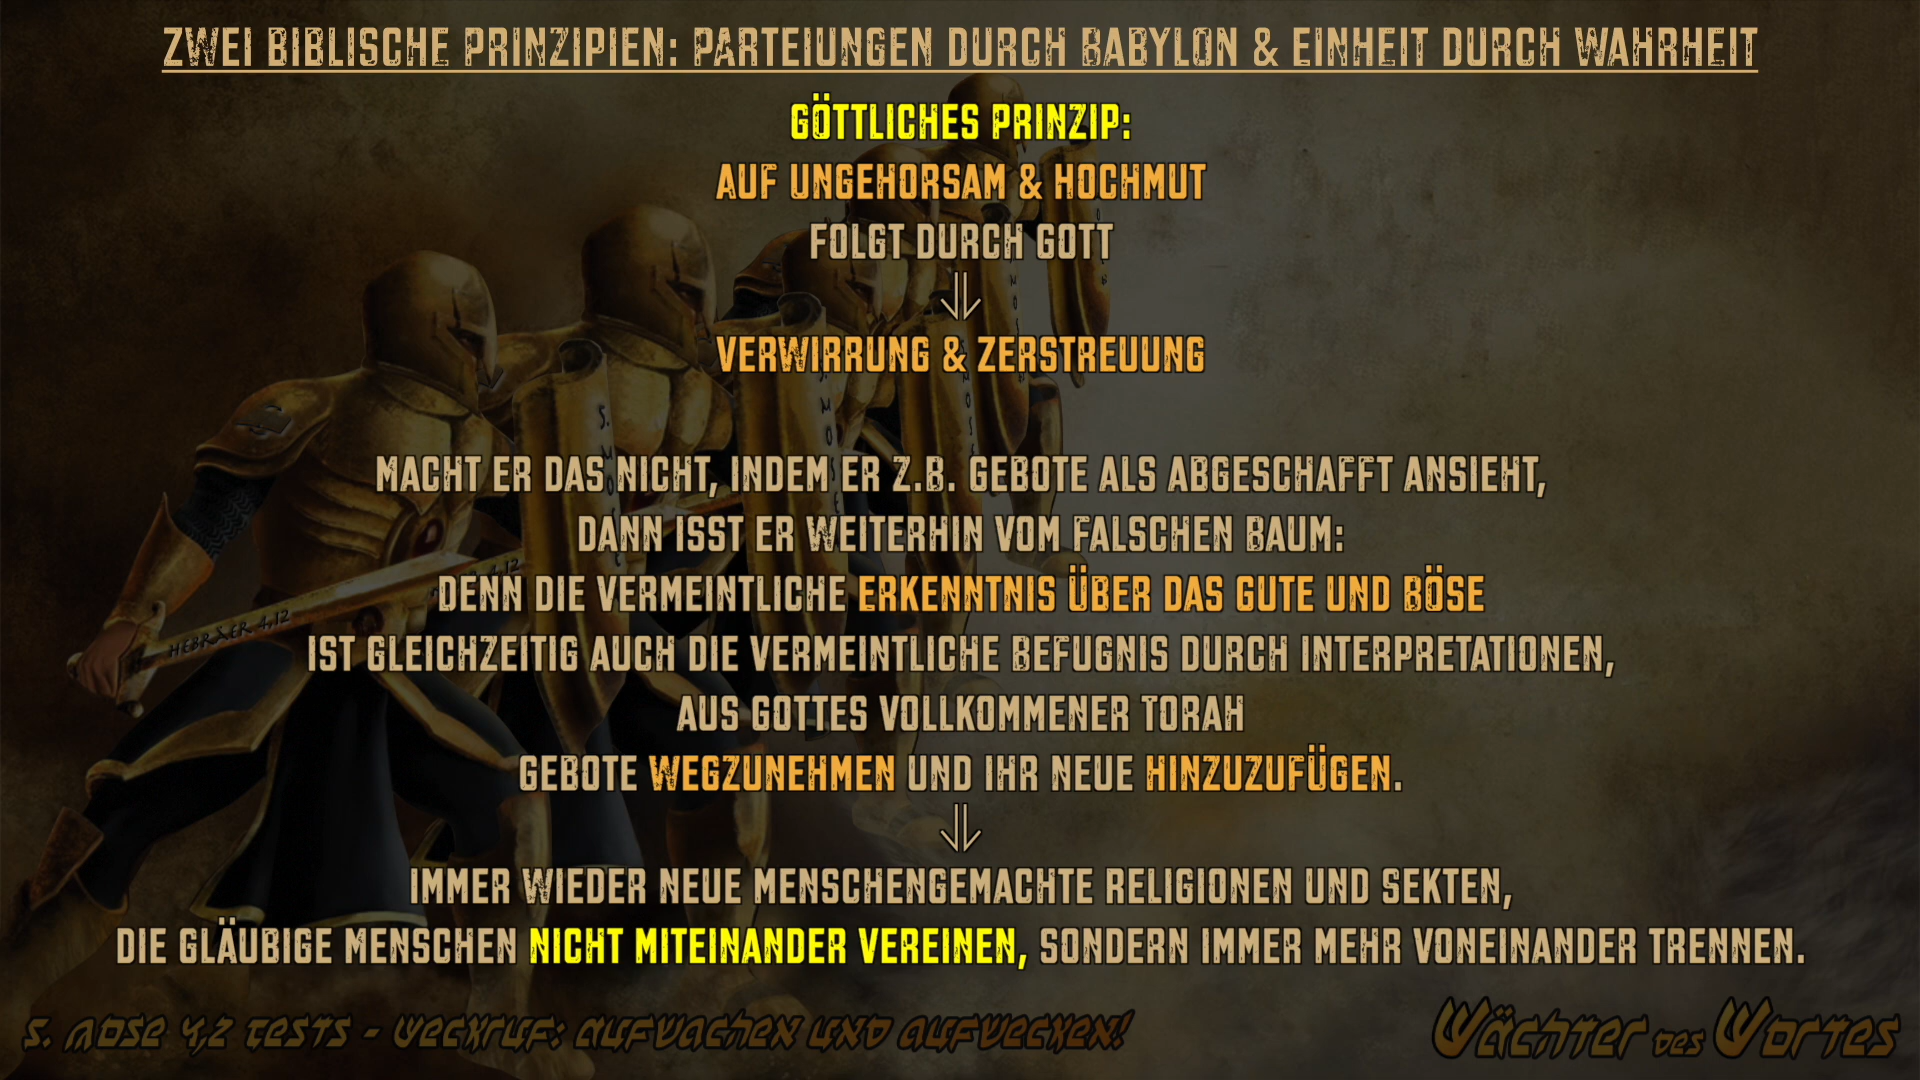 ZWEI BIBLISCHE PRINZIPIEN: PARTEIUNGEN DURCH BABYLON & EINHEIT DURCH WAHRHEIT
GÖTTLICHES PRINZIP:
AUF UNGEHORSAM & HOCHMUT
FOLGT DURCH GOTT
⇓
VERWIRRUNG & ZERSTREUUNG
MACHT ER DAS NICHT, INDEM ER Z.B. GEBOTE ALS ABGESCHAFFT ANSIEHT,
DANN ISST ER WEITERHIN VOM FALSCHEN BAUM:
DENN DIE VERMEINTLICHE ERKENNTNIS ÜBER DAS GUTE UND BÖSE
IST GLEICHZEITIG AUCH DIE VERMEINTLICHE BEFUGNIS DURCH INTERPRETATIONEN,
AUS GOTTES VOLLKOMMENER TORAH
GEBOTE WEGZUNEHMEN UND IHR NEUE HINZUZUFÜGEN.
⇓
IMMER WIEDER NEUE MENSCHENGEMACHTE RELIGIONEN UND SEKTEN,
DIE GLÄUBIGE MENSCHEN NICHT MITEINANDER VEREINEN, SONDERN IMMER MEHR VONEINANDER TRENNEN.
HEBRÄER 4,12
5. MOSE
5. MOSE 4,2 TESTS - WECKRUF: AUFWACHEN UND AUFWECKEN!
WÄCHTER DES WORTES